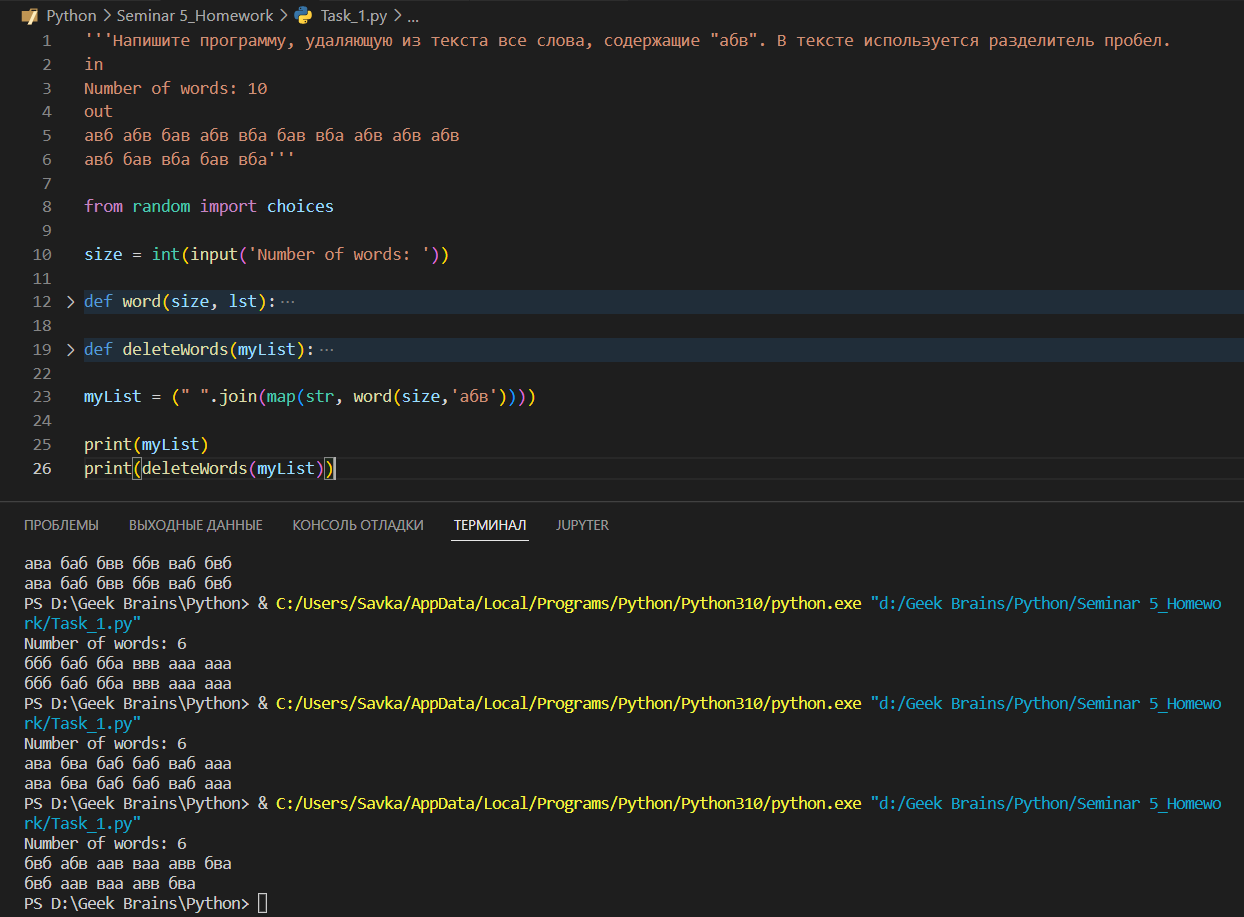 Python > Seminar 5_Homework > Task_1.py > ...
1 '''Напишите программу, удаляющую из текста все слова, содержащие "абв". В тексте используется разделитель пробел.
2 in
3 Number of words: 10
4 out
5 авб абв бав абв вба бав вба абв абв абв
6 авб бав вба бав вба'''
7
8 from random import choices
9
10 size = int(input('Number of words: '))
11
12 def word(size, lst): ...
18
19 def deleteWords(myList): ...
22
23 myList = (" ".join(map(str, word(size,'абв'))))
24
25 print(myList)
26 print(deleteWords(myList))
ПРОБЛЕМЫ ВЫХОДНЫЕ ДАННЫЕ КОНСОЛЬ ОТЛАДКИ ТЕРМИНАЛ JUPYTER
ава баб бвв ббв ваб бвб
ава баб бвв ббв ваб бвб
PS D:\Geek Brains\Python> & C:/Users/Savka/AppData/Local/Programs/Python/Python310/python.exe "d:/Geek Brains/Python/Seminar 5_Homewo
rk/Task_1.py"
Number of words: 6
ббб баб бба ввв ааа ааа
ббб баб бба ввв ааа ааа
PS D:\Geek Brains\Python> & C:/Users/Savka/AppData/Local/Programs/Python/Python310/python.exe "d:/Geek Brains/Python/Seminar 5_Homewo
rk/Task_1.py"
Number of words: 6
ава бва баб баб ваб ааа
ава бва баб баб ваб ааа
PS D:\Geek Brains\Python> & C:/Users/Savka/AppData/Local/Programs/Python/Python310/python.exe "d:/Geek Brains/Python/Seminar 5_Homewo
rk/Task_1.py"
Number of words: 6
бвб абв аав ваа авв бва
бвб аав ваа авв бва
PS D:\Geek Brains\Python>